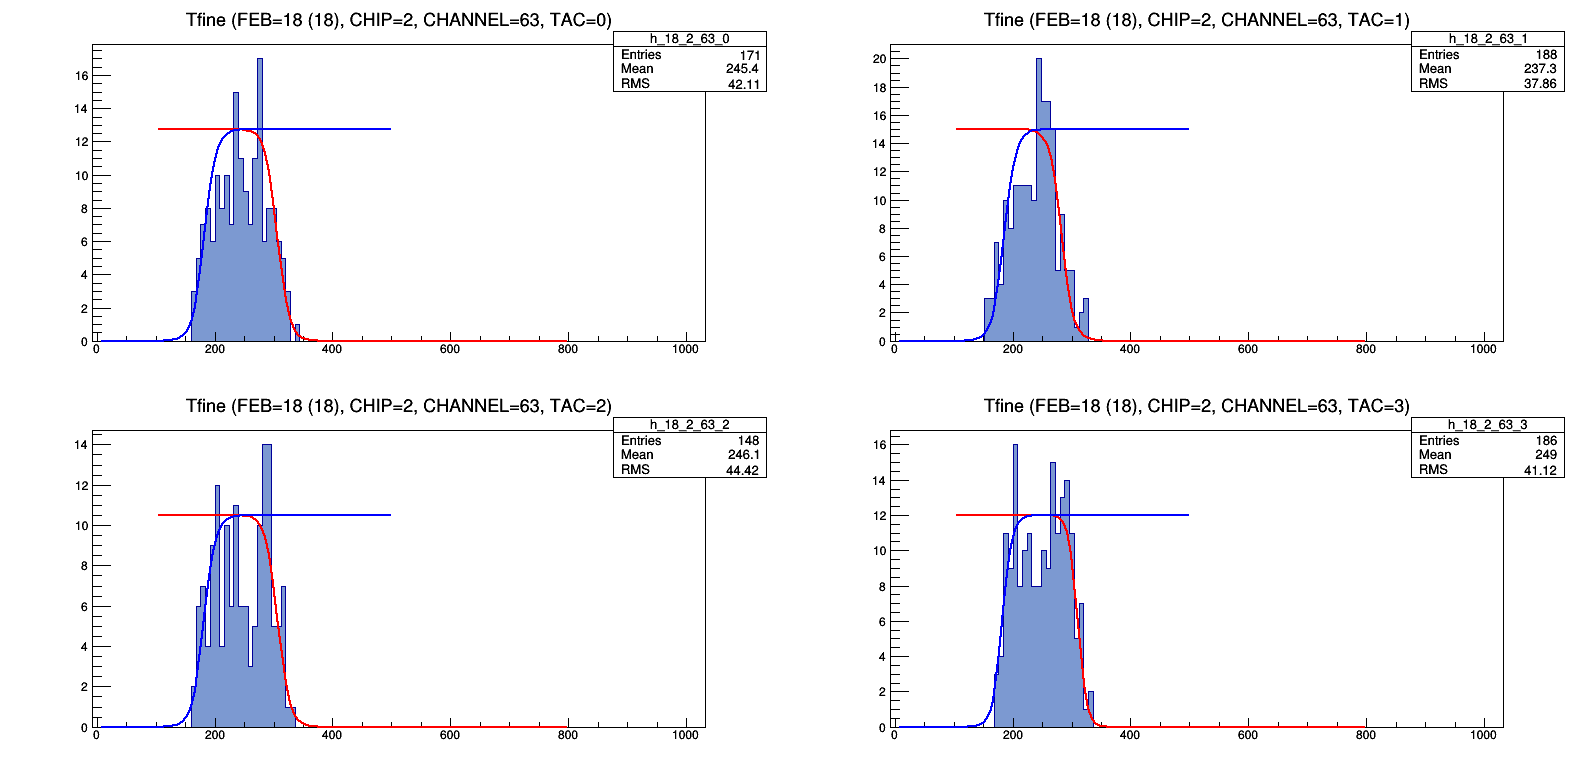 Tfine (FEB=18 (18), CHIP=2, CHANNEL=63, TAC=0)
h_18_2_63_0
Entries 171
Mean 245.4
RMS 42.11
16
14
12
10
8
6
4
2
0
0 200 400 600 800 1000
Tfine (FEB=18 (18), CHIP=2, CHANNEL=63, TAC=1)
h_18_2_63_1
Entries 188
Mean 237.3
RMS 37.86
20
18
16
14
12
10
8
6
4
2
0
0 200 400 600 800 1000
Tfine (FEB=18 (18), CHIP=2, CHANNEL=63, TAC=2)
h_18_2_63_2
Entries 148
Mean 246.1
RMS 44.42
14
12
10
8
6
4
2
0
0 200 400 600 800 1000
Tfine (FEB=18 (18), CHIP=2, CHANNEL=63, TAC=3)
h_18_2_63_3
Entries 186
Mean 249
RMS 41.12
16
14
12
10
8
6
4
2
0
0 200 400 600 800 1000